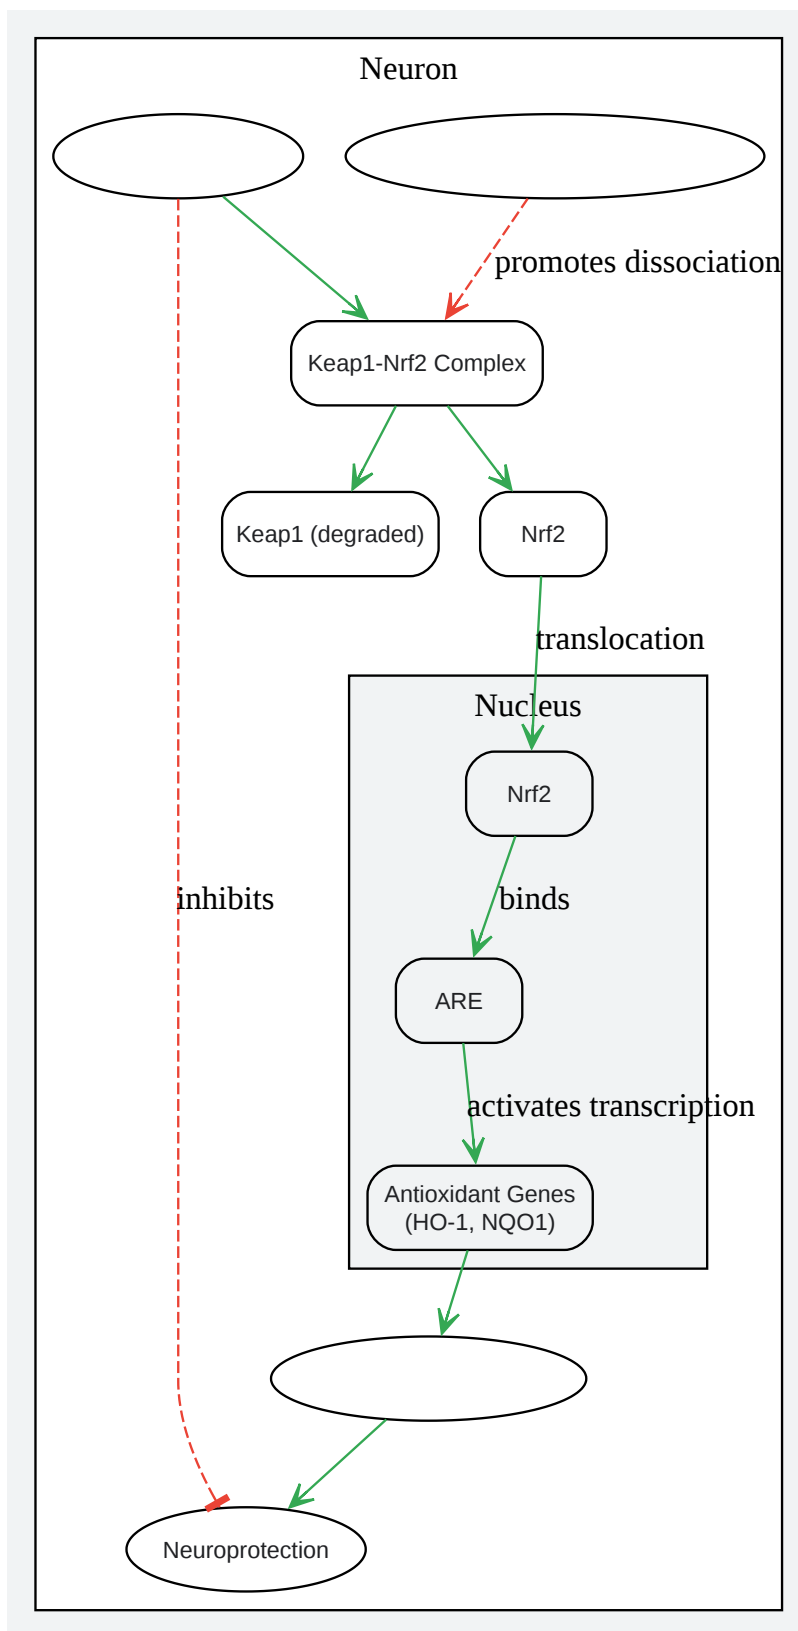 Neuron
promotes dissociation
Keap1-Nrf2 Complex
Keap1 (degraded)
Nrf2
translocation
Nucleus
Nrf2
inhibits
binds
ARE
activates transcription
Antioxidant Genes
(HO-1, NQO1)
Neuroprotection